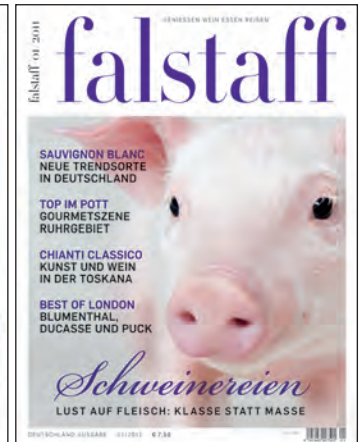 GENIESSEN WEIN ESSEN REISEN
falstaff 01/2011
falstaff
SAUVIGNON BLANC
NEUE TRENDSORTE
IN DEUTSCHLAND
TOP IM POTT
GOURMETSZENE
RUHRGEBIET
CHIANTI CLASSICO
KUNST UND WEIN
IN DER TOSKANA
BEST OF LONDON
BLUMENTHAL,
DUCASSE UND PUCK
Schweinereien
LUST AUF FLEISCH: KLASSE STATT MASSE
DEUTSCHLAND-AUSGABE 01/2011 € 7,50